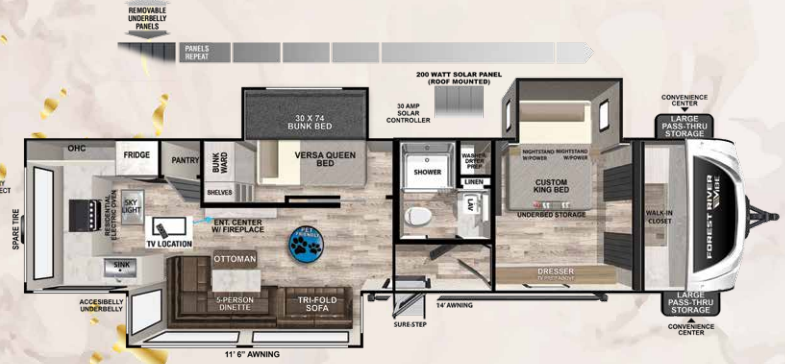 REMOVABLE
UNDERBELLY
PANELS
PANELS
REPEAT
200 WATT SOLAR PANEL
(ROOF MOUNTED)
30 AMP
SOLAR
CONTROLLER
CONVENIENCE
CENTER
LARGE
PASS-THRU
STORAGE
30 X 74
BUNK BED
OHC
FRIDGE
PANTRY
BUNK
WARD
VERSA QUEEN
BED
SHELVES
SHOWER
WASHER-
DRYER
PREP
LINEN
LAV
NIGHTSTAND
W/POWER
NIGHTSTAND
W/POWER
CUSTOM
KING BED
UNDERBED STORAGE
WALK-IN
CLOSET
FOREST RIVER
VIBE
SPARE TIRE
RESIDENTIAL
ELECTRIC OVEN
SKY
LIGHT
TV LOCATION
ENT. CENTER
W/ FIREPLACE
PET
FRIENDLY
SINK
OTTOMAN
5-PERSON
DINETTE
TRI-FOLD
SOFA
DRESSER
ACCESIBELLY
UNDERBELLY
14' AWNING
SURE-STEP
LARGE
PASS-THRU
STORAGE
CONVENIENCE
CENTER
11' 6" AWNING